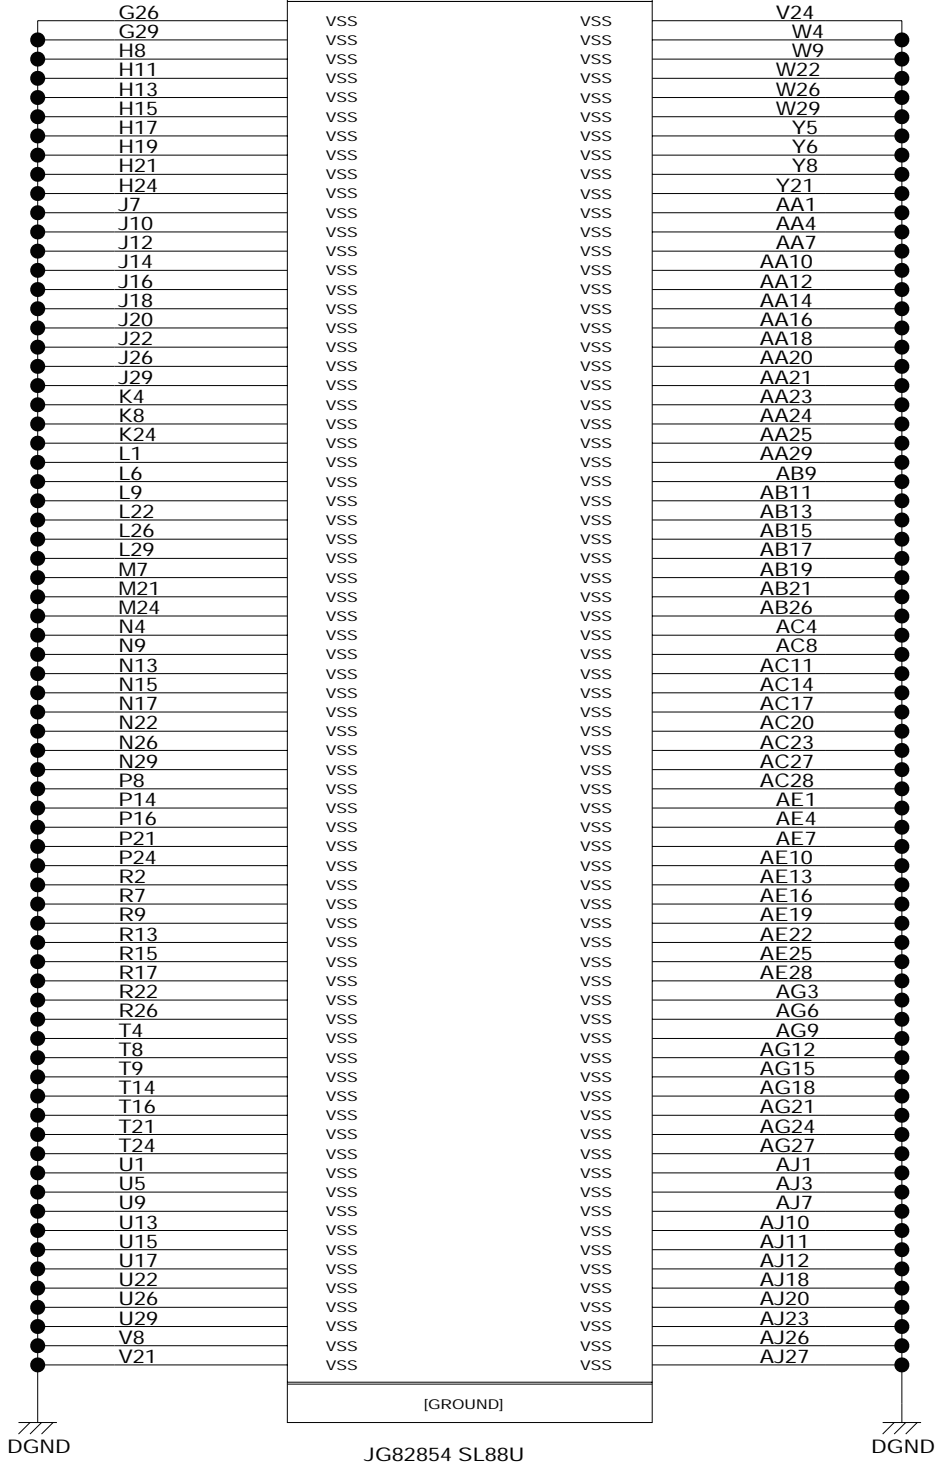 G26 VSS VSS V24
G29 VSS VSS W4
H8 VSS VSS W9
H11 VSS VSS W22
H13 VSS VSS W26
H15 VSS VSS W29
H17 VSS VSS Y5
H19 VSS VSS Y6
H21 VSS VSS Y8
H24 VSS VSS Y21
J7 VSS VSS AA1
J10 VSS VSS AA4
J12 VSS VSS AA7
J14 VSS VSS AA10
J16 VSS VSS AA12
J18 VSS VSS AA14
J20 VSS VSS AA16
J22 VSS VSS AA18
J26 VSS VSS AA20
J29 VSS VSS AA21
K4 VSS VSS AA23
K8 VSS VSS AA24
K24 VSS VSS AA25
L1 VSS VSS AA29
L6 VSS VSS AB9
L9 VSS VSS AB11
L22 VSS VSS AB13
L26 VSS VSS AB15
L29 VSS VSS AB17
M7 VSS VSS AB19
M21 VSS VSS AB21
M24 VSS VSS AB26
N4 VSS VSS AC4
N9 VSS VSS AC8
N13 VSS VSS AC11
N15 VSS VSS AC14
N17 VSS VSS AC17
N22 VSS VSS AC20
N26 VSS VSS AC23
N29 VSS VSS AC27
P8 VSS VSS AC28
P14 VSS VSS AE1
P16 VSS VSS AE4
P21 VSS VSS AE7
P24 VSS VSS AE10
R2 VSS VSS AE13
R7 VSS VSS AE16
R9 VSS VSS AE19
R13 VSS VSS AE22
R15 VSS VSS AE25
R17 VSS VSS AE28
R22 VSS VSS AG3
R26 VSS VSS AG6
T4 VSS VSS AG9
T8 VSS VSS AG12
T9 VSS VSS AG15
T14 VSS VSS AG18
T16 VSS VSS AG21
T21 VSS VSS AG24
T24 VSS VSS AG27
U1 VSS VSS AJ1
U5 VSS VSS AJ3
U9 VSS VSS AJ7
U13 VSS VSS AJ10
U15 VSS VSS AJ11
U17 VSS VSS AJ12
U22 VSS VSS AJ18
U26 VSS VSS AJ20
U29 VSS VSS AJ23
V8 VSS VSS AJ26
V21 VSS VSS AJ27
[GROUND]
DGND DGND
JG82854 SL88U